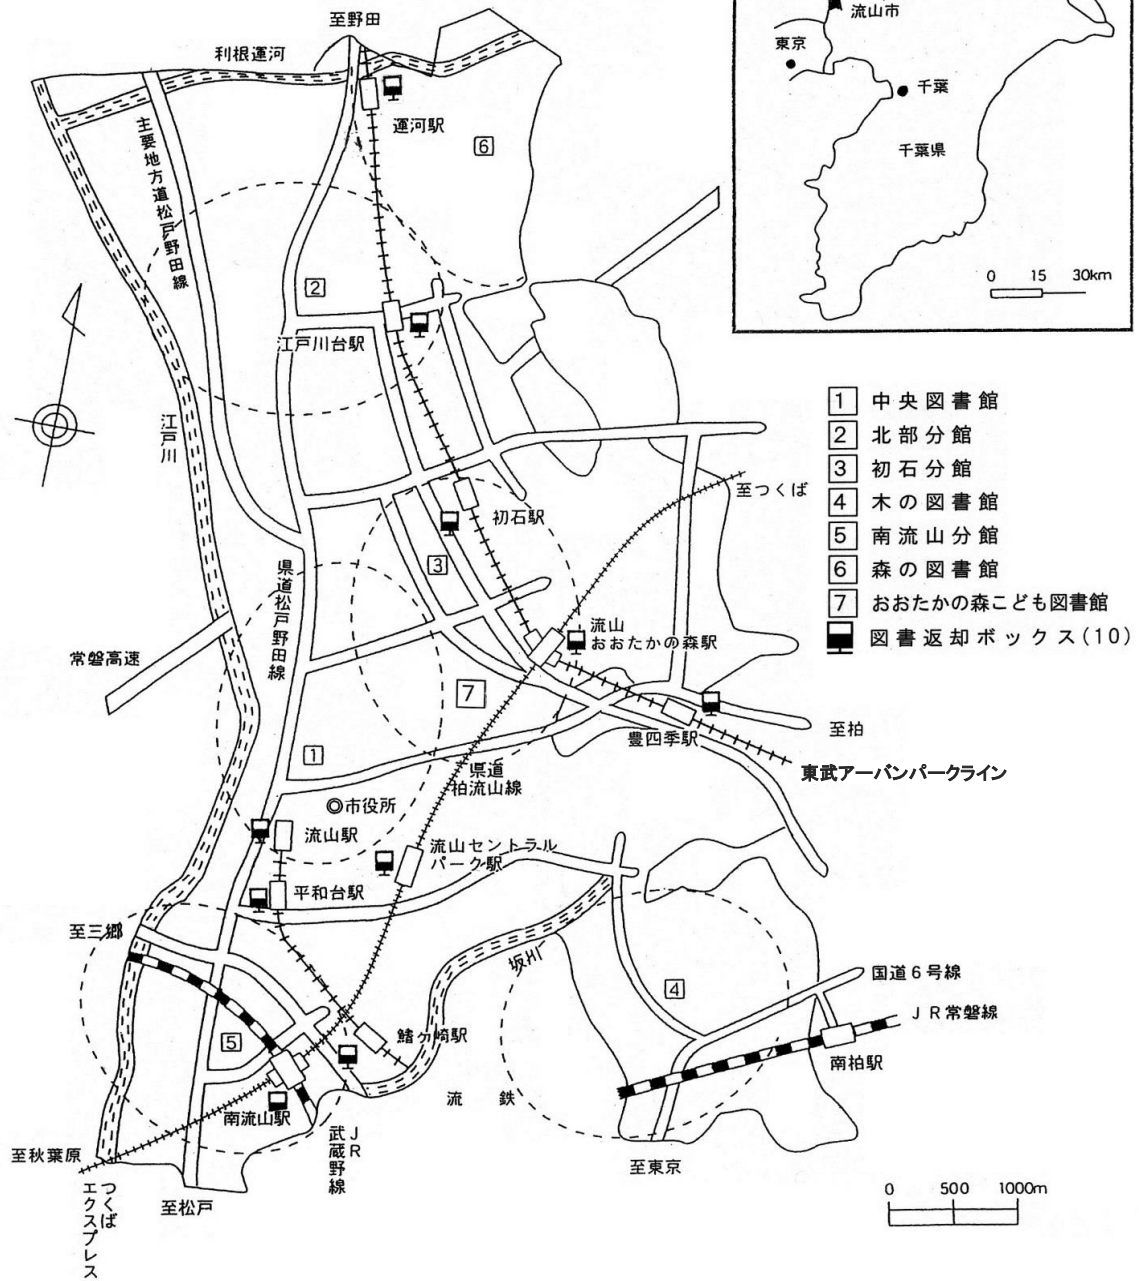 流山市
東京
千葉
千葉県
0 15 30km
至野田
利根運河
運河駅
6
主要地方道松戸野田線
2
江戸川台駅
江戸川
初石駅
至つくば
3
県道松戸野田線
流山
おおたかの森駅
常磐高速
7
1
豊四季駅
至柏
東武アーバンパークライン
県道
柏流山線
◎市役所
流山駅
流山セントラル
パーク駅
平和台駅
至三郷
坂川
4
国道6号線
JR常磐線
南柏駅
5
鰭ヶ崎駅
流鉄
南流山駅
JR
武蔵野線
至秋葉原
つくば
エクスプレス
至松戸
至東京
0 500 1000m
1 中央図書館
2 北部分館
3 初石分館
4 木の図書館
5 南流山分館
6 森の図書館
7 おおたかの森こども図書館
図書返却ボックス(10)